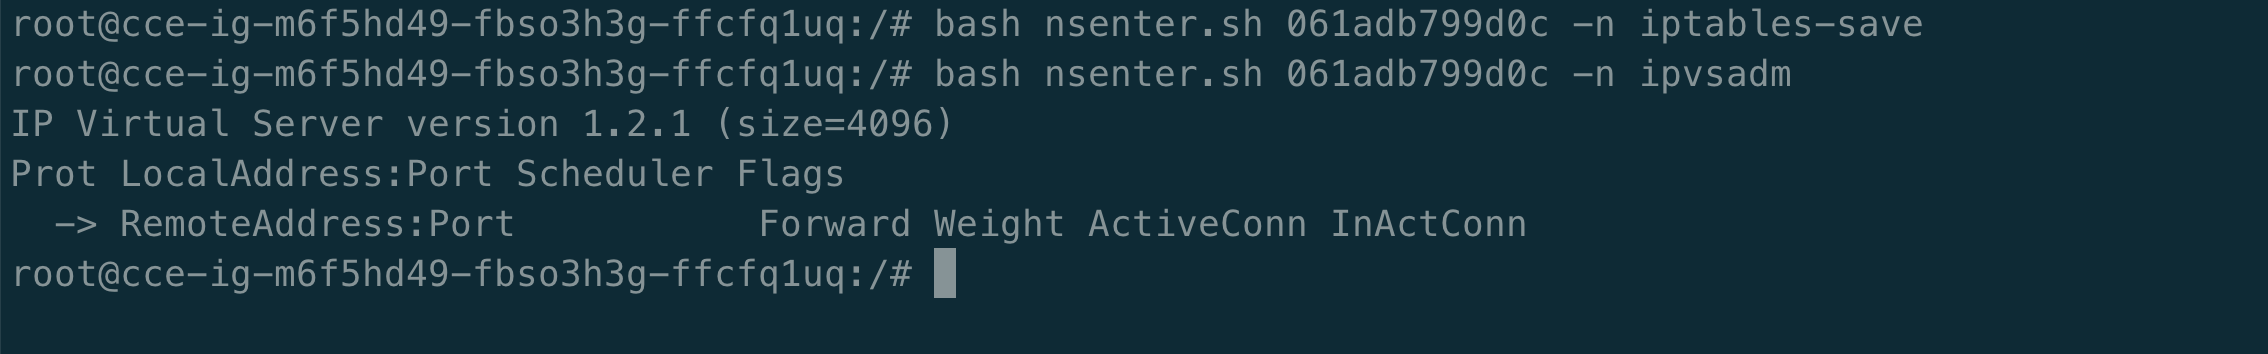 root@cce-ig-m6f5hd49-fbso3h3g-ffcfq1uq:/# bash nsenter.sh 061adb799d0c -n iptables-save
root@cce-ig-m6f5hd49-fbso3h3g-ffcfq1uq:/# bash nsenter.sh 061adb799d0c -n ipvsadm
IP Virtual Server version 1.2.1 (size=4096)
Prot LocalAddress:Port Scheduler Flags
  -> RemoteAddress:Port           Forward Weight ActiveConn InActConn
root@cce-ig-m6f5hd49-fbso3h3g-ffcfq1uq:/#